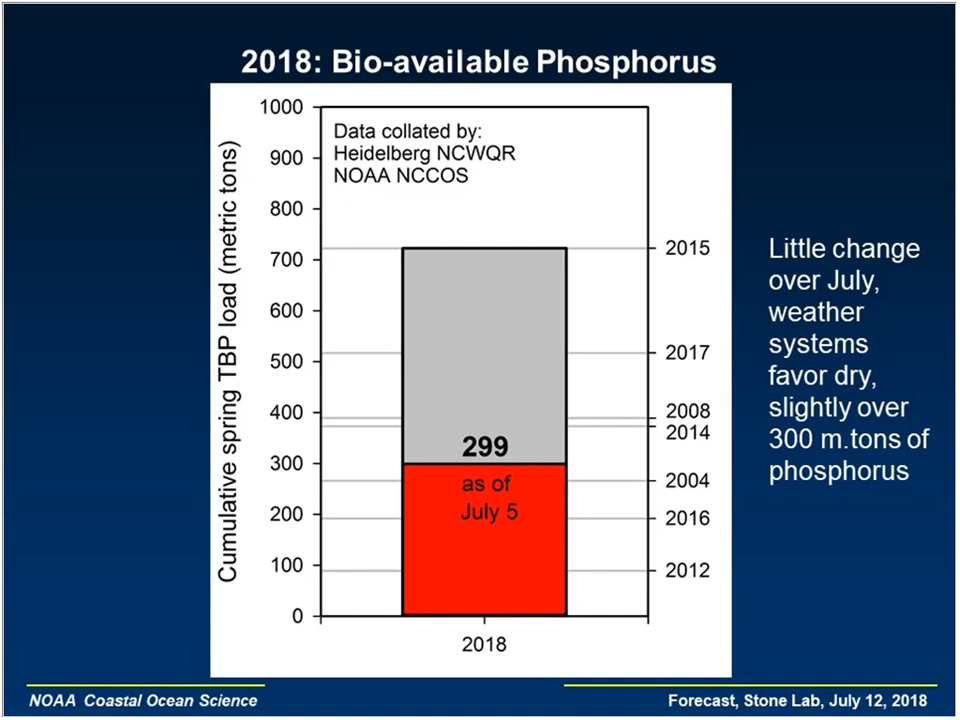 2018: Bio-available Phosphorus
Cumulative spring TBP load (metric tons)
1000
900
800
700
600
500
400
300
200
100
0
Data collated by:
Heidelberg NCWQR
NOAA NCCOS
299
as of
July 5
2018
2015
2017
2008
2014
2004
2016
2012
Little change
over July,
weather
systems
favor dry,
slightly over
300 m.tons of
phosphorus
NOAA Coastal Ocean Science
Forecast, Stone Lab, July 12, 2018